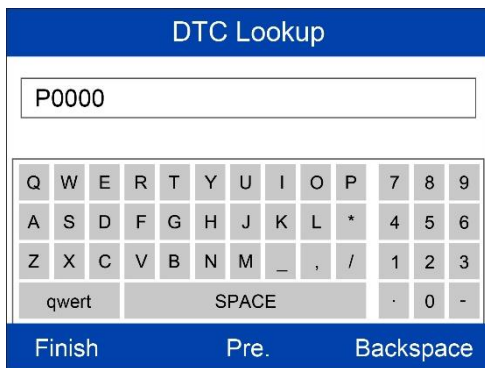 DTC Lookup
P0000
Q W E R T Y U I O P 7 8 9
A S D F G H J K L * 4 5 6
Z X C V B N M _ , / 1 2 3
qwert SPACE . 0 -
Finish Pre. Backspace